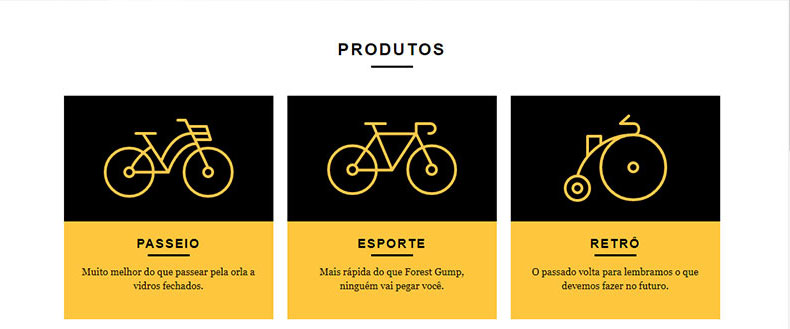 PRODUTOS
PASSEIO
Muito melhor do que passear pela orla a
vidros fechados.
ESPORTE
Mais rápida do que Forest Gump,
ninguém vai pegar você.
RETRÔ
O passado volta para lembramos o que
devemos fazer no futuro.